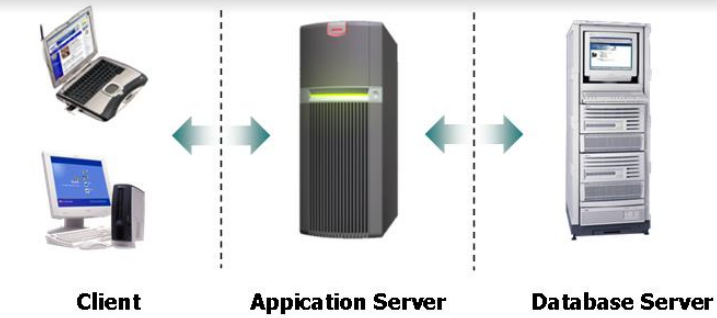 Client
Appication Server
Database Server